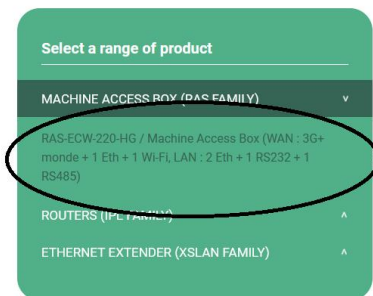 Select a range of product
MACHINE ACCESS BOX (RAS FAMILY) v
RAS-ECW-220-HG / Machine Access Box (WAN : 3G+
monde + 1 Eth + 1 Wi-Fi, LAN : 2 Eth + 1 RS232 + 1
RS485)
ROUTERS (IPL FAMILY) ʌ
ETHERNET EXTENDER (XSLAN FAMILY) ʌ